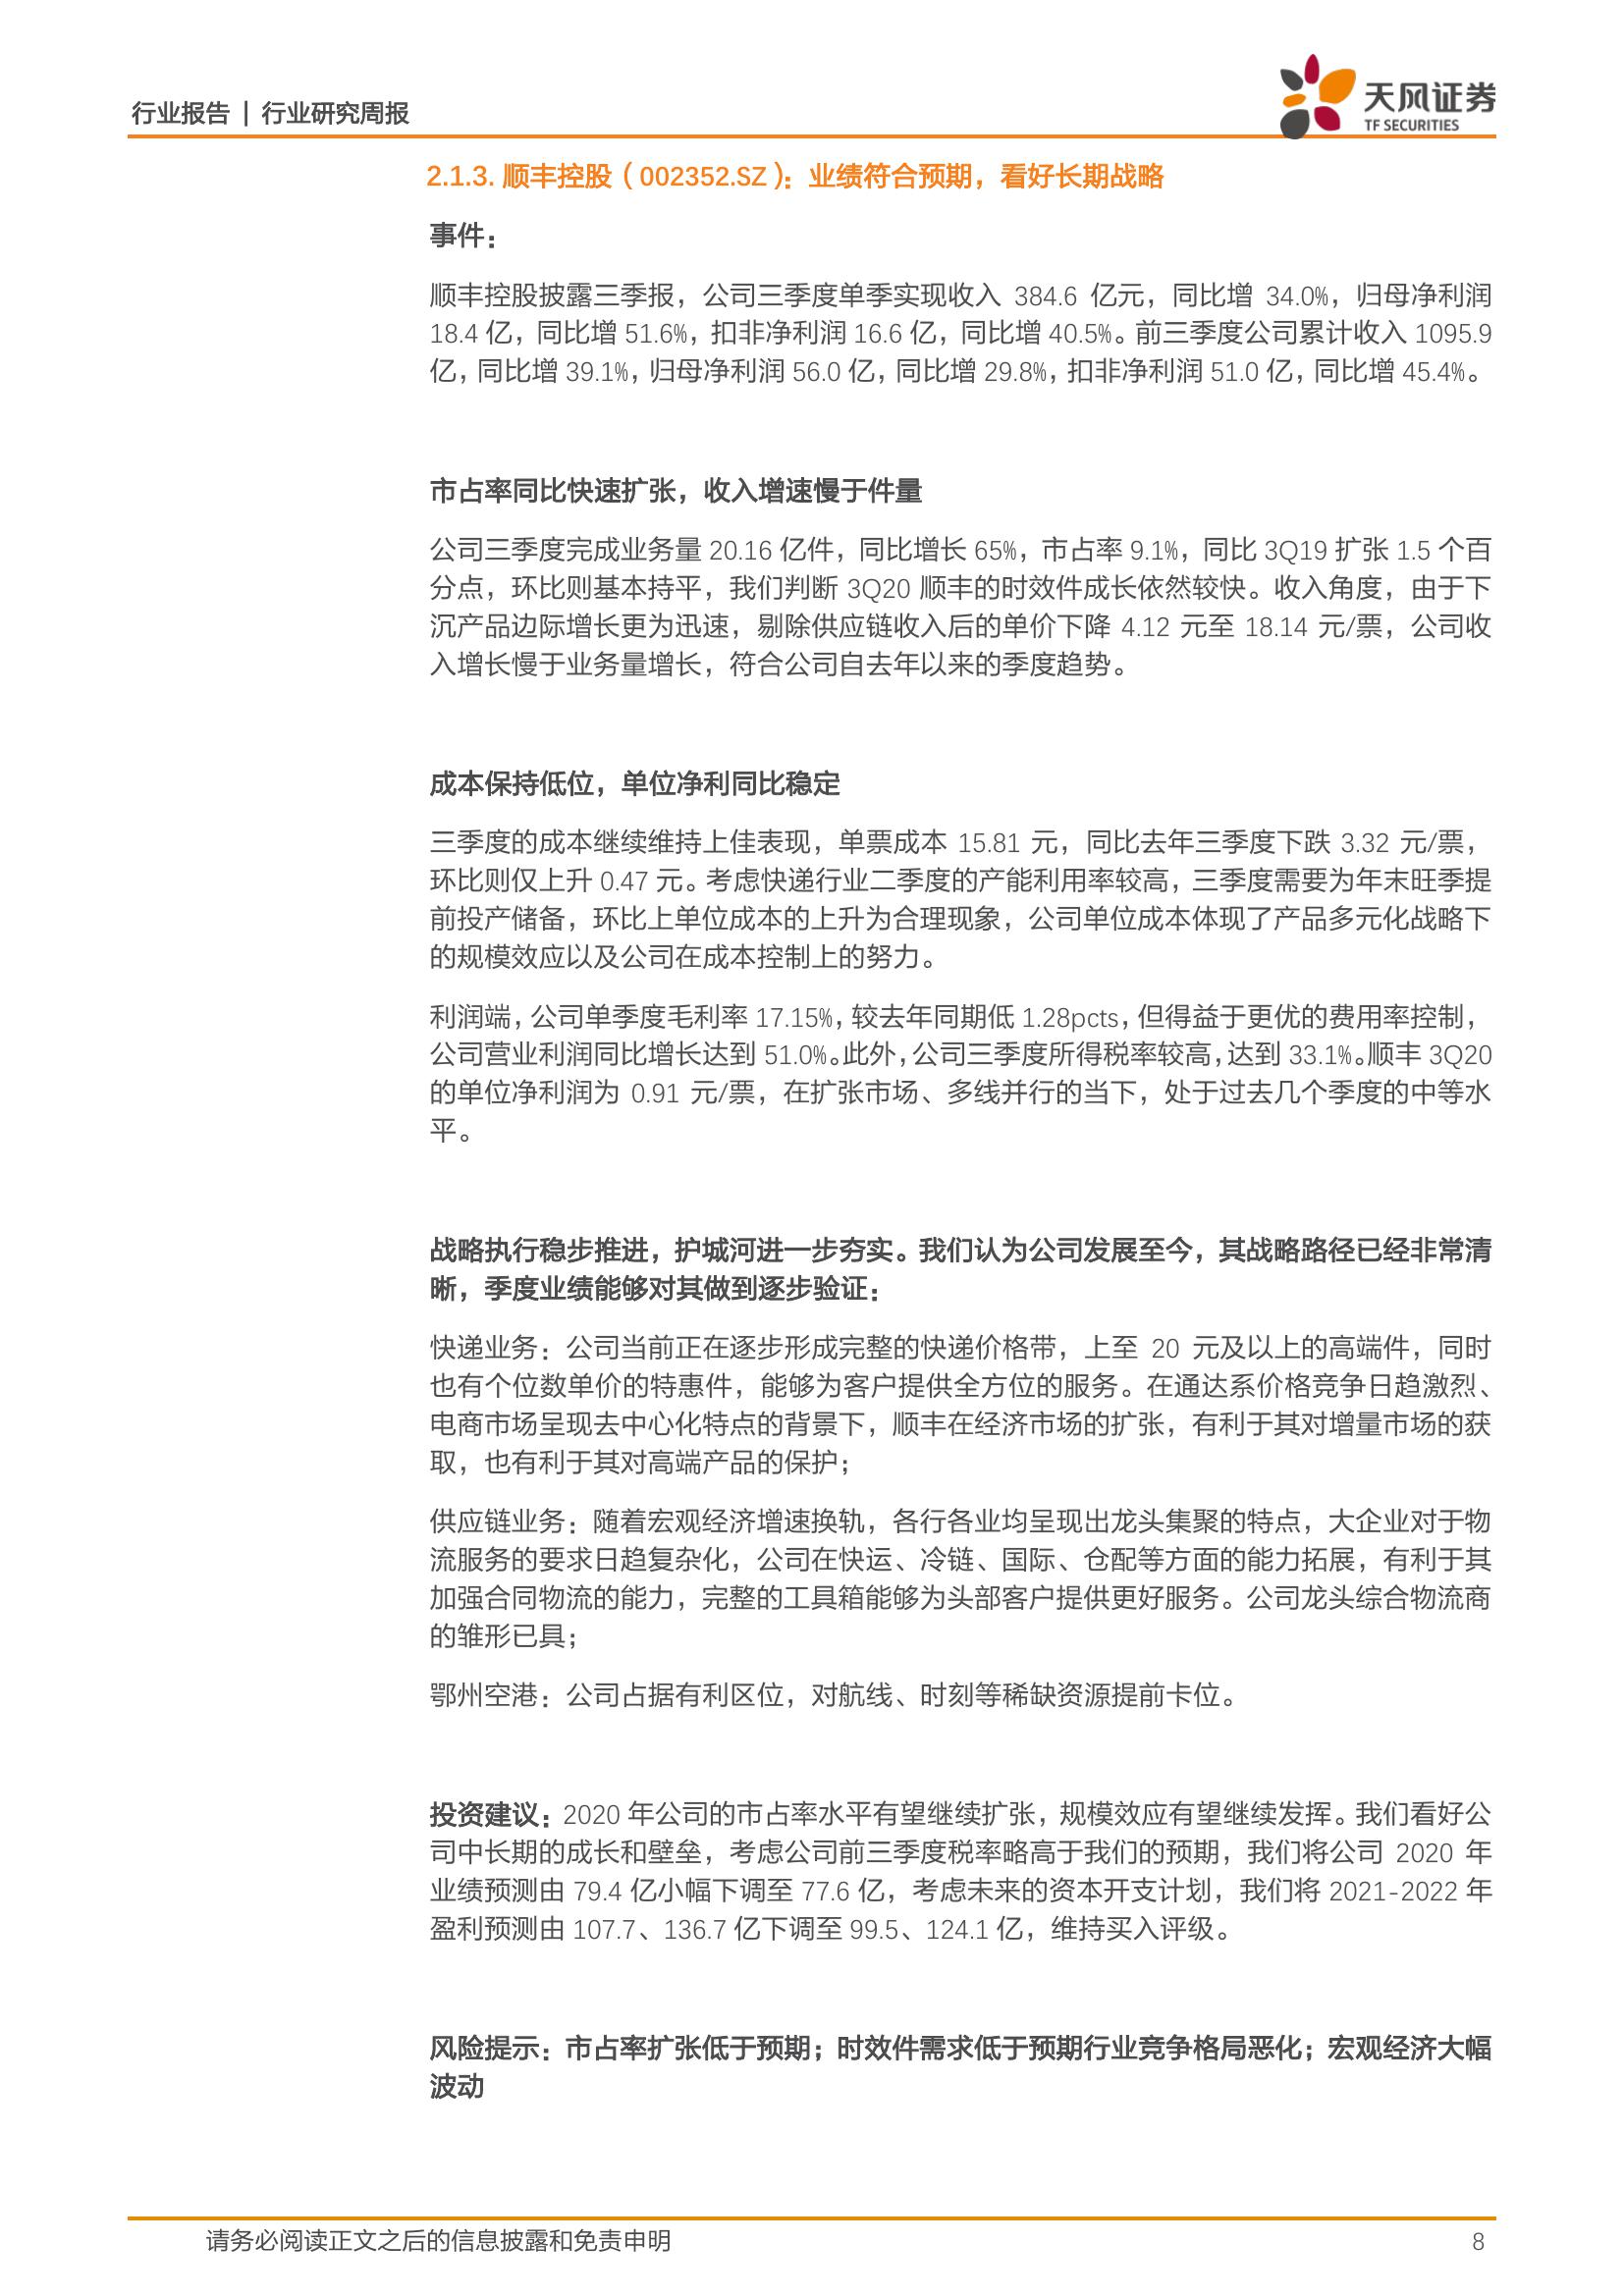 行业报告 | 行业研究周报
天风证券
TF SECURITIES
2.1.3. 顺丰控股（002352.SZ）：业绩符合预期，看好长期战略
事件：
顺丰控股披露三季报，公司三季度单季实现收入 384.6 亿元，同比增 34.0%，归母净利润
18.4 亿，同比增 51.6%，扣非净利润 16.6 亿，同比增 40.5%。前三季度公司累计收入 1095.9
亿，同比增 39.1%，归母净利润 56.0 亿，同比增 29.8%，扣非净利润 51.0 亿，同比增 45.4%。
市占率同比快速扩张，收入增速慢于件量
公司三季度完成业务量 20.16 亿件，同比增长 65%，市占率 9.1%，同比 3Q19 扩张 1.5 个百
分点，环比则基本持平，我们判断 3Q20 顺丰的时效件成长依然较快。收入角度，由于下
沉产品边际增长更为迅速，剔除供应链收入后的单价下降 4.12 元至 18.14 元/票，公司收
入增长慢于业务量增长，符合公司自去年以来的季度趋势。
成本保持低位，单位净利同比稳定
三季度的成本继续维持上佳表现，单票成本 15.81 元，同比去年三季度下跌 3.32 元/票，
环比则仅上升 0.47 元。考虑快递行业二季度的产能利用率较高，三季度需要为年末旺季提
前投产储备，环比上单位成本的上升为合理现象，公司单位成本体现了产品多元化战略下
的规模效应以及公司在成本控制上的努力。
利润端，公司单季度毛利率 17.15%，较去年同期低 1.28pcts，但得益于更优的费用率控制，
公司营业利润同比增长达到 51.0%。此外，公司三季度所得税率较高，达到 33.1%。顺丰 3Q20
的单位净利润为 0.91 元/票，在扩张市场、多线并行的当下，处于过去几个季度的中等水
平。
战略执行稳步推进，护城河进一步夯实。我们认为公司发展至今，其战略路径已经非常清
晰，季度业绩能够对其做到逐步验证：
快递业务：公司当前正在逐步形成完整的快递价格带，上至 20 元及以上的高端件，同时
也有个位数单价的特惠件，能够为客户提供全方位的服务。在通达系价格竞争日趋激烈、
电商市场呈现去中心化特点的背景下，顺丰在经济市场的扩张，有利于其对增量市场的获
取，也有利于其对高端产品的保护；
供应链业务：随着宏观经济增速换轨，各行各业均呈现出龙头集聚的特点，大企业对于物
流服务的要求日趋复杂化，公司在快运、冷链、国际、仓配等方面的能力拓展，有利于其
加强合同物流的能力，完整的工具箱能够为头部客户提供更好服务。公司龙头综合物流商
的雏形已具；
鄂州空港：公司占据有利区位，对航线、时刻等稀缺资源提前卡位。
投资建议：2020 年公司的市占率水平有望继续扩张，规模效应有望继续发挥。我们看好公
司中长期的成长和壁垒，考虑公司前三季度税率略高于我们的预期，我们将公司 2020 年
业绩预测由 79.4 亿小幅下调至 77.6 亿，考虑未来的资本开支计划，我们将 2021-2022 年
盈利预测由 107.7、136.7 亿下调至 99.5、124.1 亿，维持买入评级。
风险提示：市占率扩张低于预期；时效件需求低于预期行业竞争格局恶化；宏观经济大幅
波动
请务必阅读正文之后的信息披露和免责申明
8